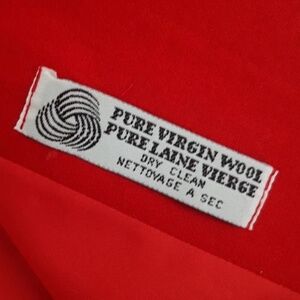 PURE VIRGIN WOOL
PURE LAINE VIERGE
DRY CLEAN
NETTOYAGE A SEC